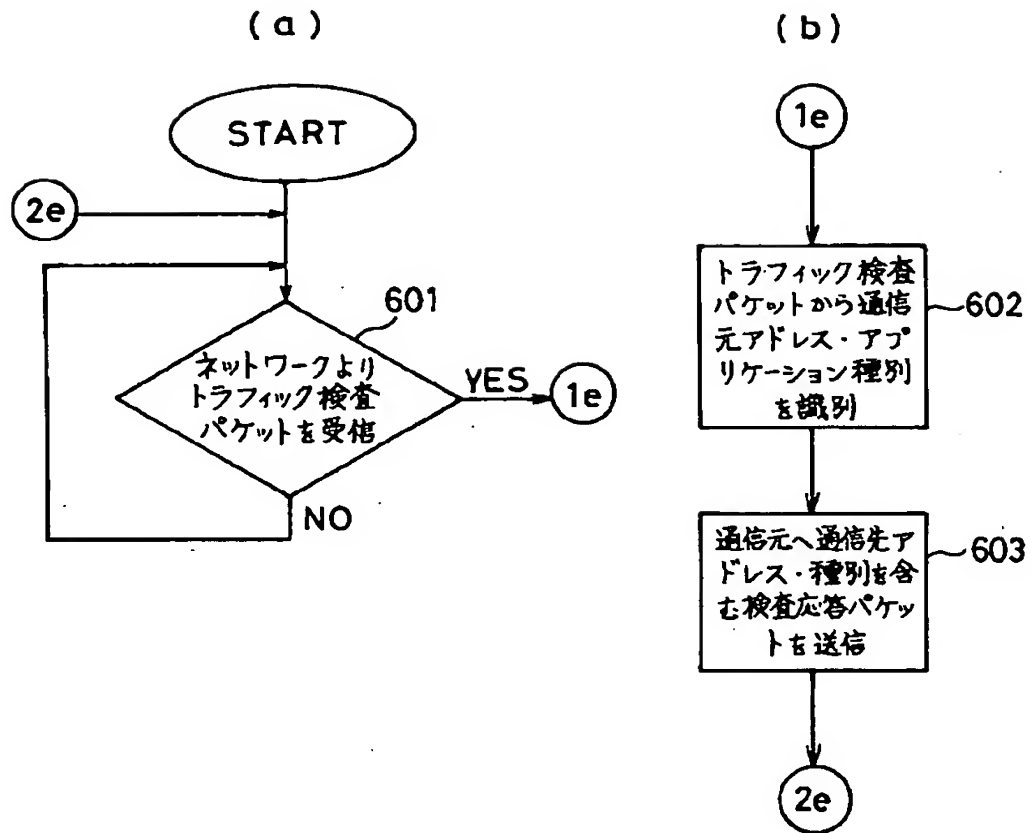 (a)
START
2e
601
ネットワークより
トラフィック検査
パケットを受信
YES
1e
NO
(b)
1e
トラフィック検査
パケットから通信
元アドレス・アプ
リケーション種別
を識別
602
通信元へ通信先ア
ドレス・種別を含
む検査応答パケッ
トを送信
603
2e